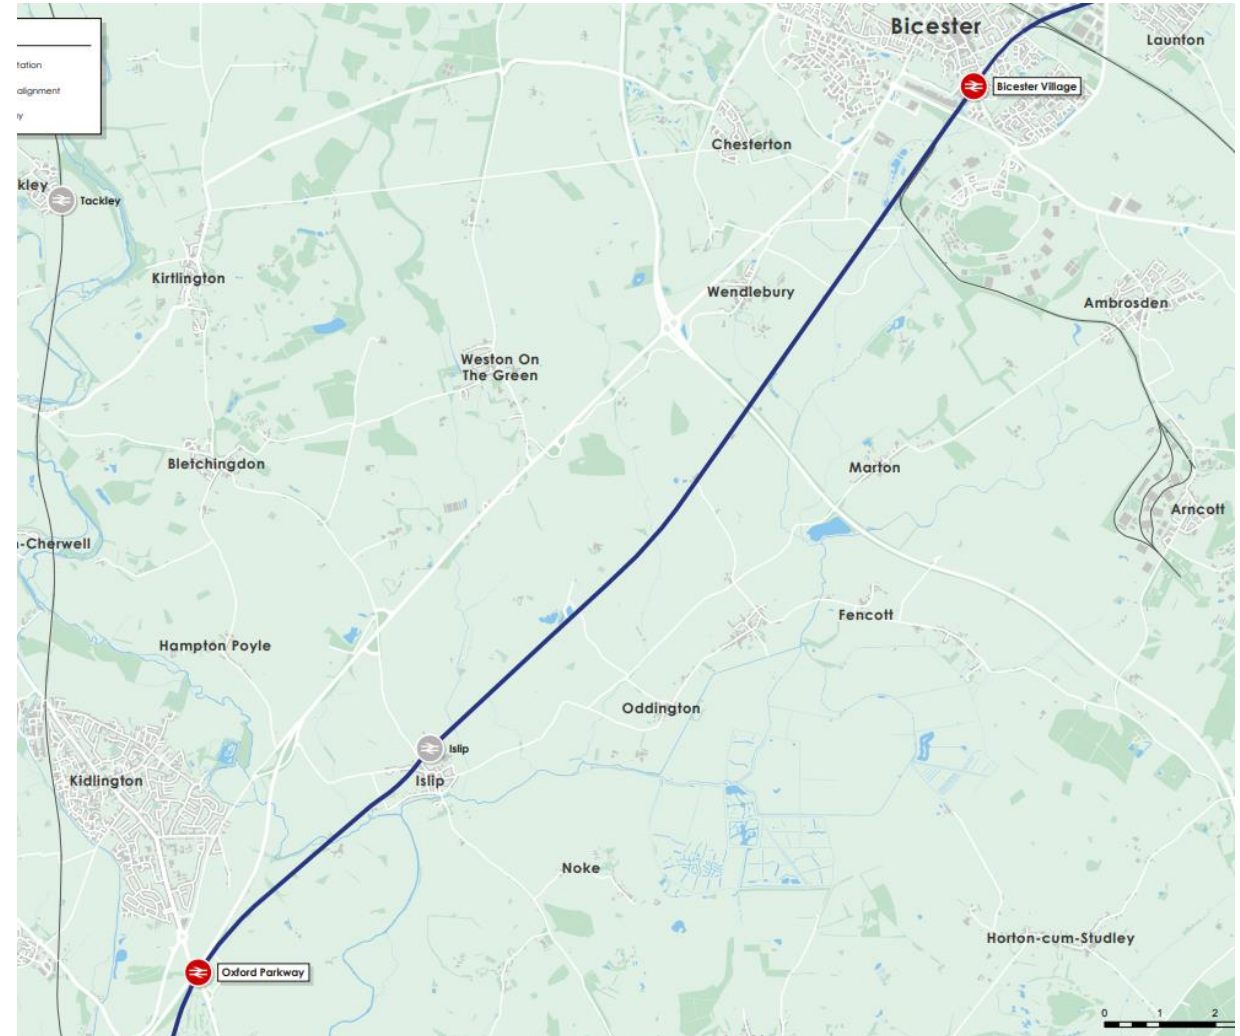 Bicester
Launton
tation
alignment
Bicester Village
Chesterton
kley
Tackley
Kirtlington
Wendlebury
Ambrosden
Weston On
The Green
Bletchingdon
Marton
Arncott
-Cherwell
Fencott
Hampton Poyle
Oddington
Islip
Kidlington
Islip
Noke
Horton-cum-Studley
Oxford Parkway
0 1 2